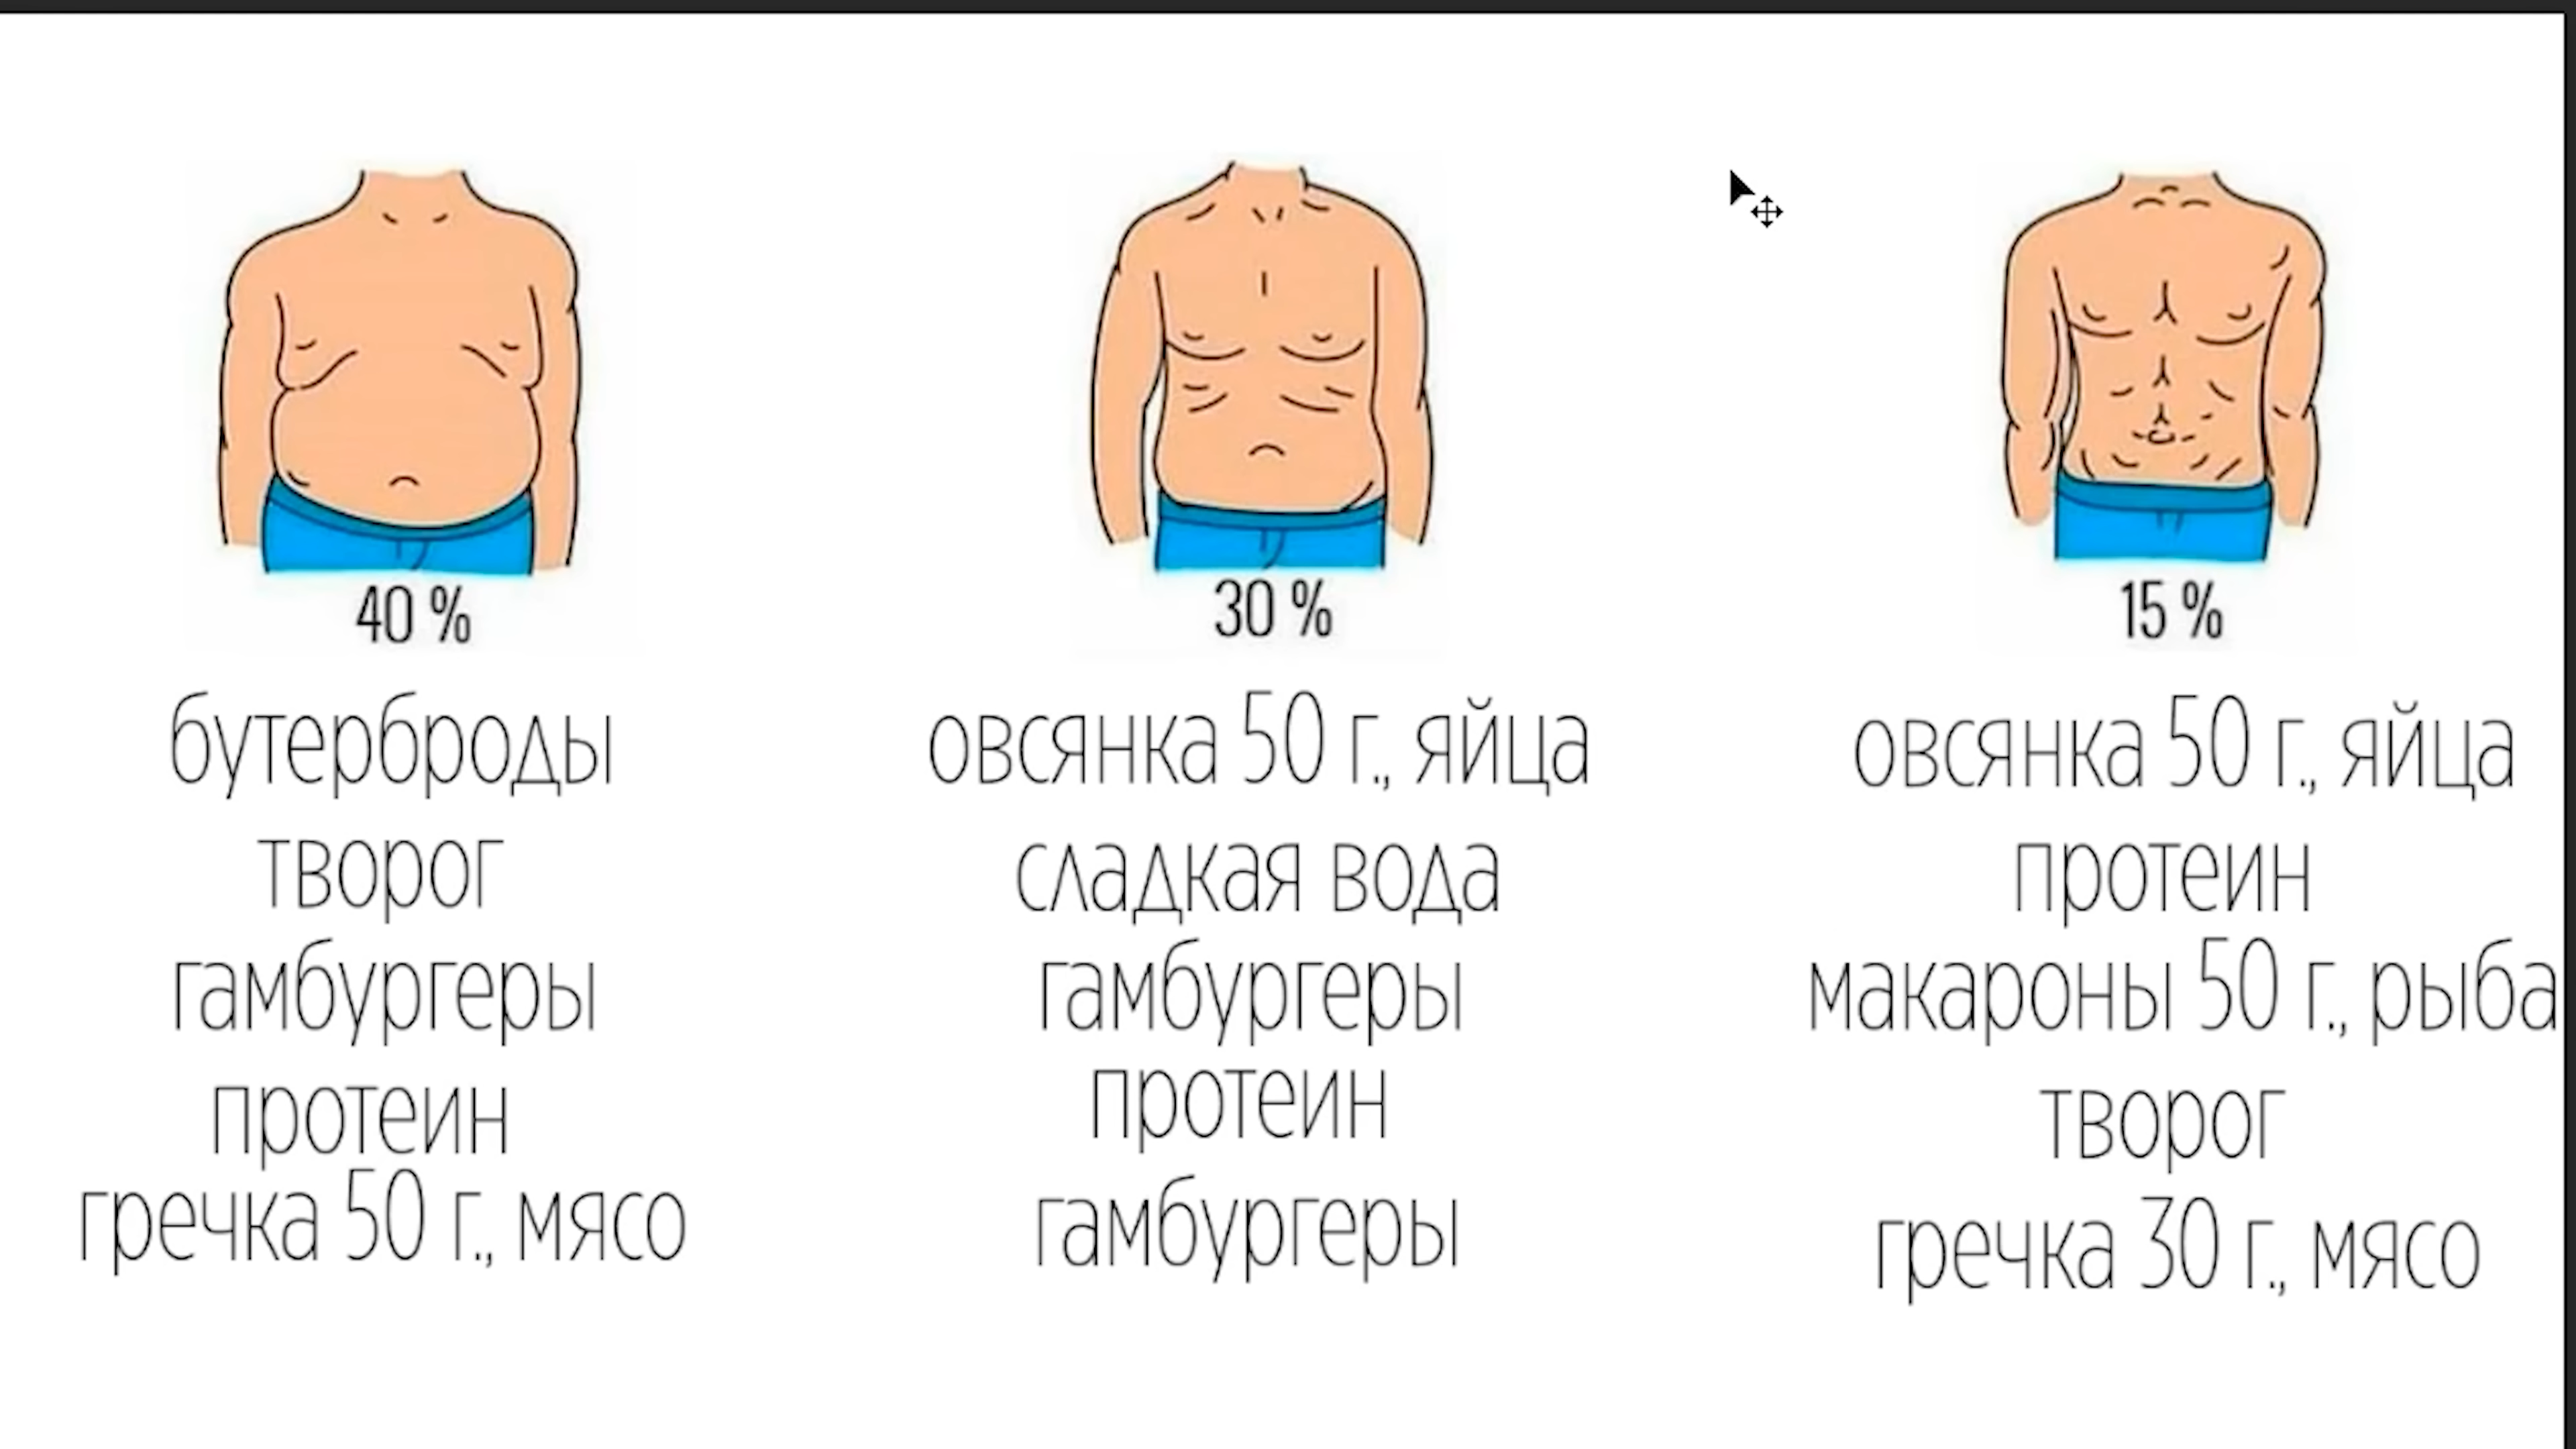 40 %
бутерброды
творог
гамбургеры
протеин
гречка 50 г., мясо
30 %
овсянка 50 г., яйца
сладкая вода
гамбургеры
протеин
гамбургеры
15 %
овсянка 50 г., яйца
протеин
макароны 50 г., рыба
творог
гречка 30 г., мясо